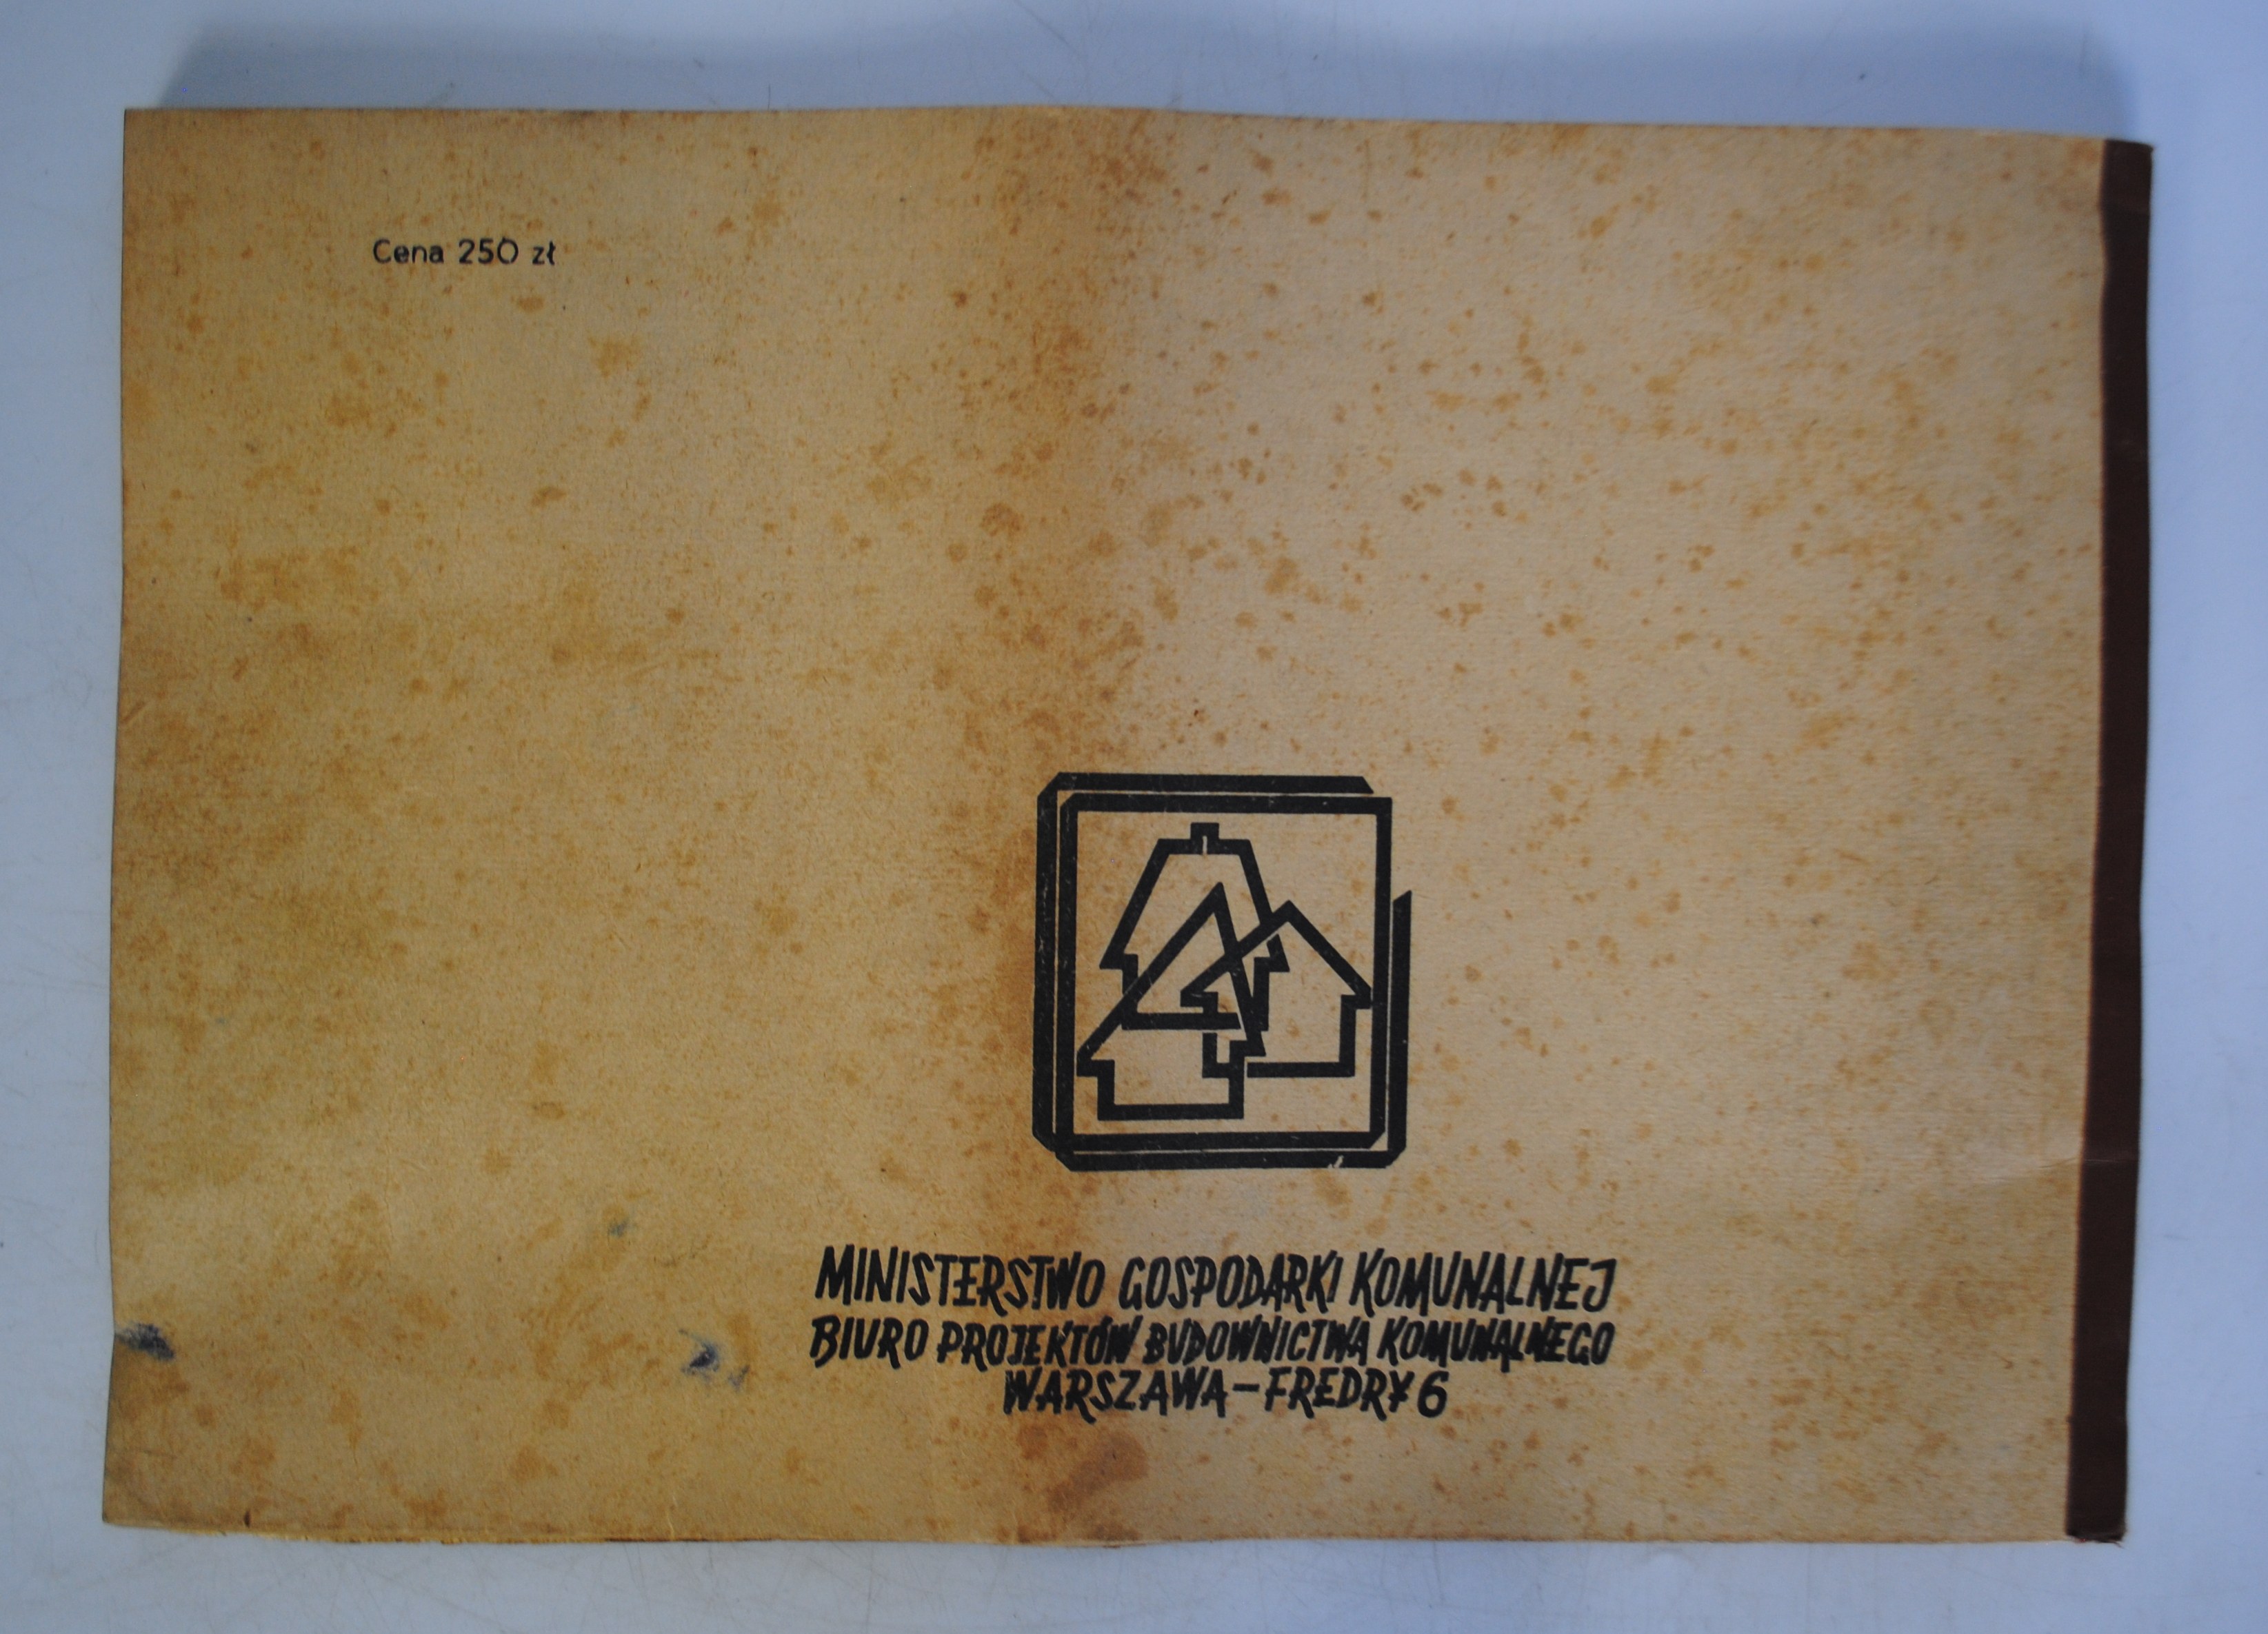 Cena 250 zł
MINISTERSTWO GOSPODARKI KOMUNALNEJ
BIURO PROJEKTÓW BUDOWNICTWA KOMUNALNEGO
WARSZAWA – FREDRY 6